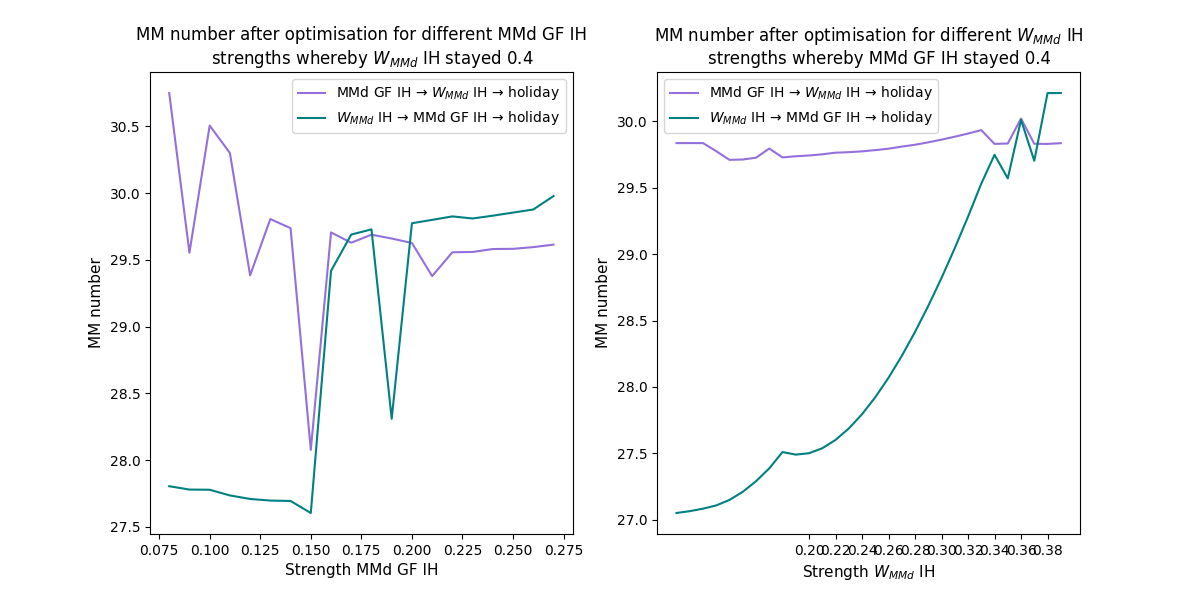 MM number after optimisation for different MMd GF IH
strengths whereby W_MMd IH stayed 0.4
MMd GF IH → W_MMd IH → holiday
W_MMd IH → MMd GF IH → holiday
30.5
30.0
29.5
29.0
28.5
28.0
27.5
MM number
0.075 0.100 0.125 0.150 0.175 0.200 0.225 0.250 0.275
Strength MMd GF IH
MM number after optimisation for different W_MMd IH
strengths whereby MMd GF IH stayed 0.4
MMd GF IH → W_MMd IH → holiday
W_MMd IH → MMd GF IH → holiday
30.0
29.5
29.0
28.5
28.0
27.5
27.0
MM number
0.20 0.22 0.24 0.26 0.28 0.30 0.32 0.34 0.36 0.38
Strength W_MMd IH